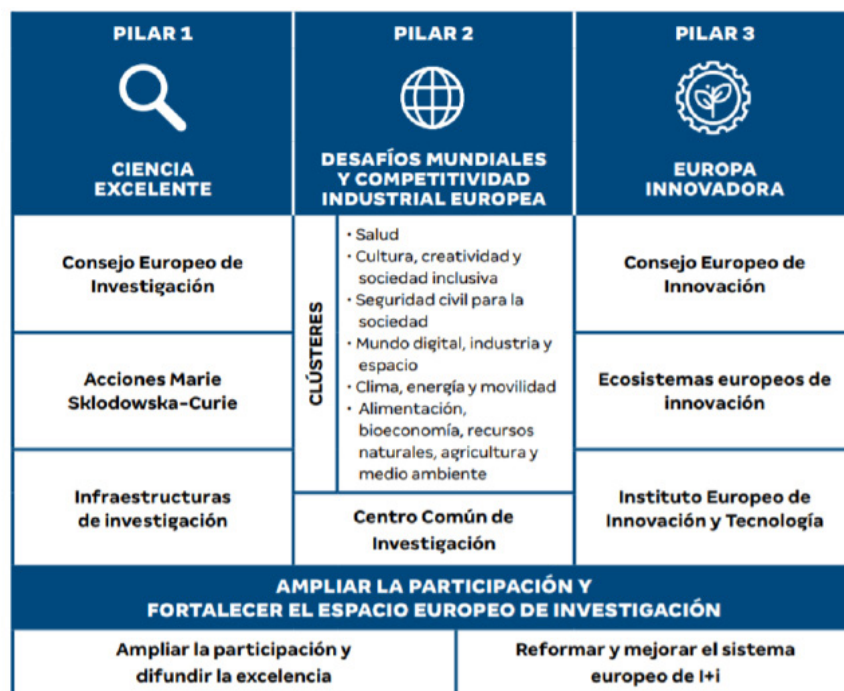 PILAR 1
CIENCIA
EXCELENTE
Consejo Europeo de
Investigación
Acciones Marie
Sklodowska-Curie
Infraestructuras
de investigación
PILAR 2
DESAFÍOS MUNDIALES
Y COMPETITIVIDAD
INDUSTRIAL EUROPEA
CLÚSTERES
· Salud
· Cultura, creatividad y
sociedad inclusiva
· Seguridad civil para la
sociedad
· Mundo digital, industria y
espacio
· Clima, energía y movilidad
· Alimentación,
bioeconomía, recursos
naturales, agricultura y
medio ambiente
Centro Común de
Investigación
PILAR 3
EUROPA
INNOVADORA
Consejo Europeo de
Innovación
Ecosistemas europeos de
innovación
Instituto Europeo de
Innovación y Tecnología
AMPLIAR LA PARTICIPACIÓN Y
FORTALECER EL ESPACIO EUROPEO DE INVESTIGACIÓN
Ampliar la participación y
difundir la excelencia
Reformar y mejorar el sistema
europeo de I+i